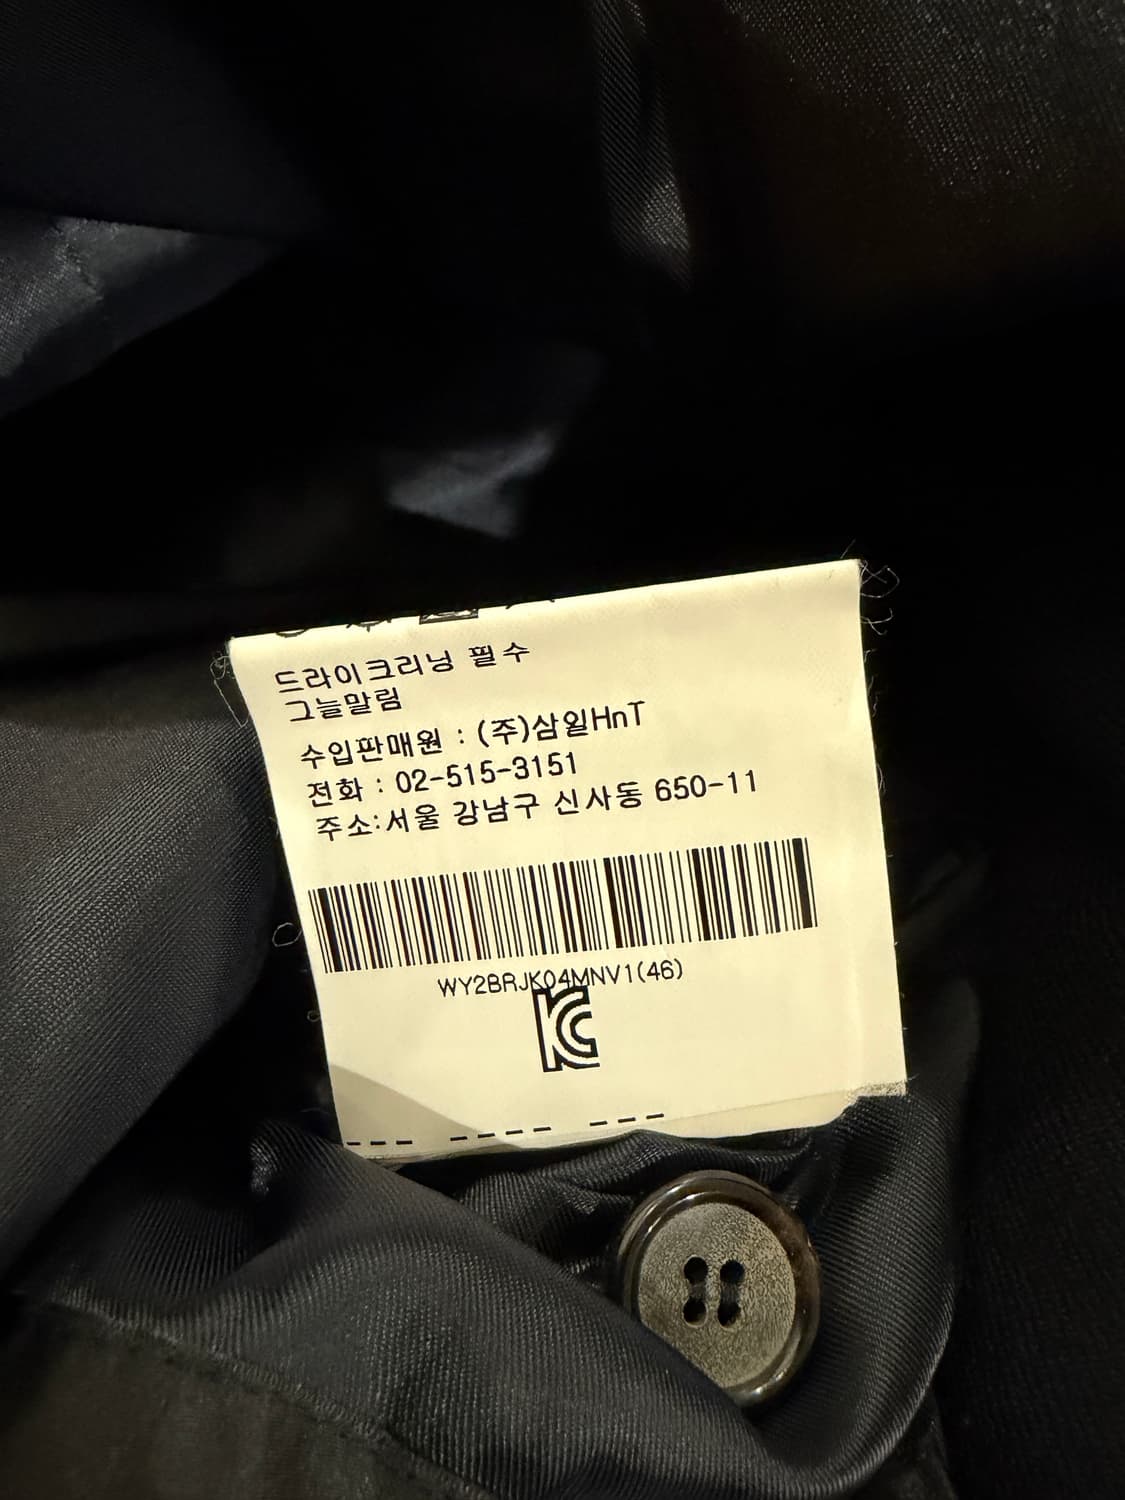 드라이크리닝 필수
그늘말림
수입판매원 : (주)삼일HnT
전화 : 02-515-3151
주소:서울 강남구 신사동 650-11
WY2BRJK04MNV1(46)
KC